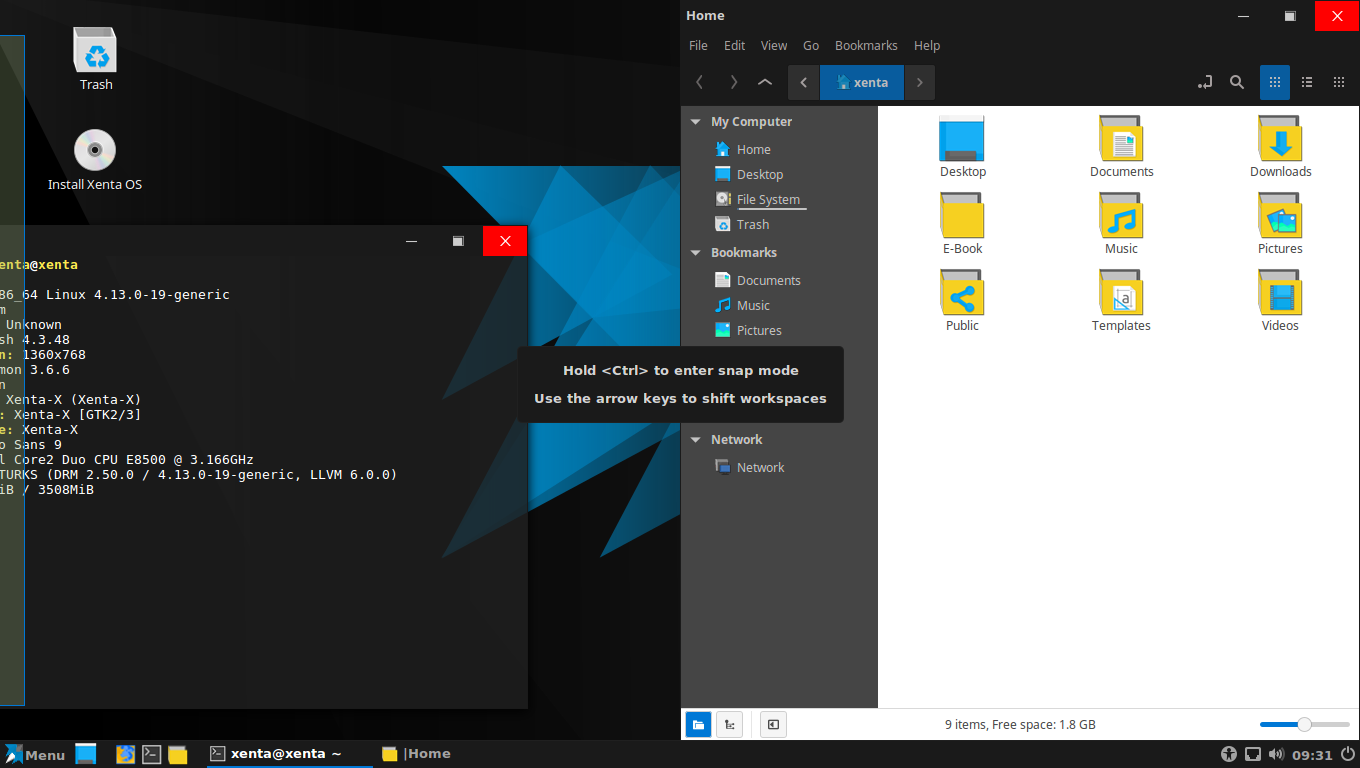 Trash
Install Xenta OS
enta@xenta
86_64 Linux 4.13.0-19-generic
m
Unknown
sh 4.3.48
n: 1360x768
mon 3.6.6
n
Xenta-X (Xenta-X)
: Xenta-X [GTK2/3]
e: Xenta-X
o Sans 9
l Core2 Duo CPU E8500 @ 3.166GHz
TURKS (DRM 2.50.0 / 4.13.0-19-generic, LLVM 6.0.0)
iB / 3508MiB
Hold <Ctrl> to enter snap mode
Use the arrow keys to shift workspaces
Home
File Edit View Go Bookmarks Help
xenta
My Computer
Home
Desktop
File System
Trash
Bookmarks
Documents
Music
Pictures
Network
Network
Desktop Documents Downloads
E-Book Music Pictures
Public Templates Videos
9 items, Free space: 1.8 GB
Menu xenta@xenta ~ |Home 09:31